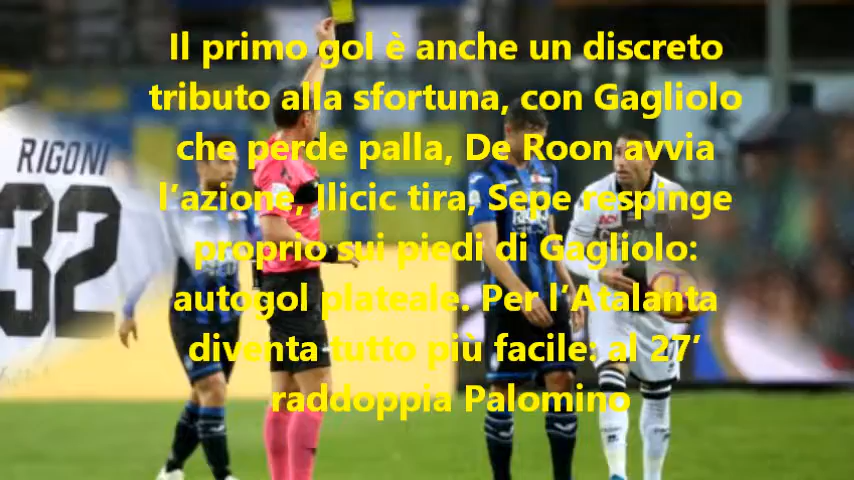 Il primo gol è anche un discreto
tributo alla sfortuna, con Gagliolo
che perde palla, De Roon avvia
l’azione, Ilicic tira, Sepe respinge
proprio sui piedi di Gagliolo:
autogol plateale. Per l’Atalanta
diventa tutto più facile: al 27’
raddoppia Palomino
RIGONI
32